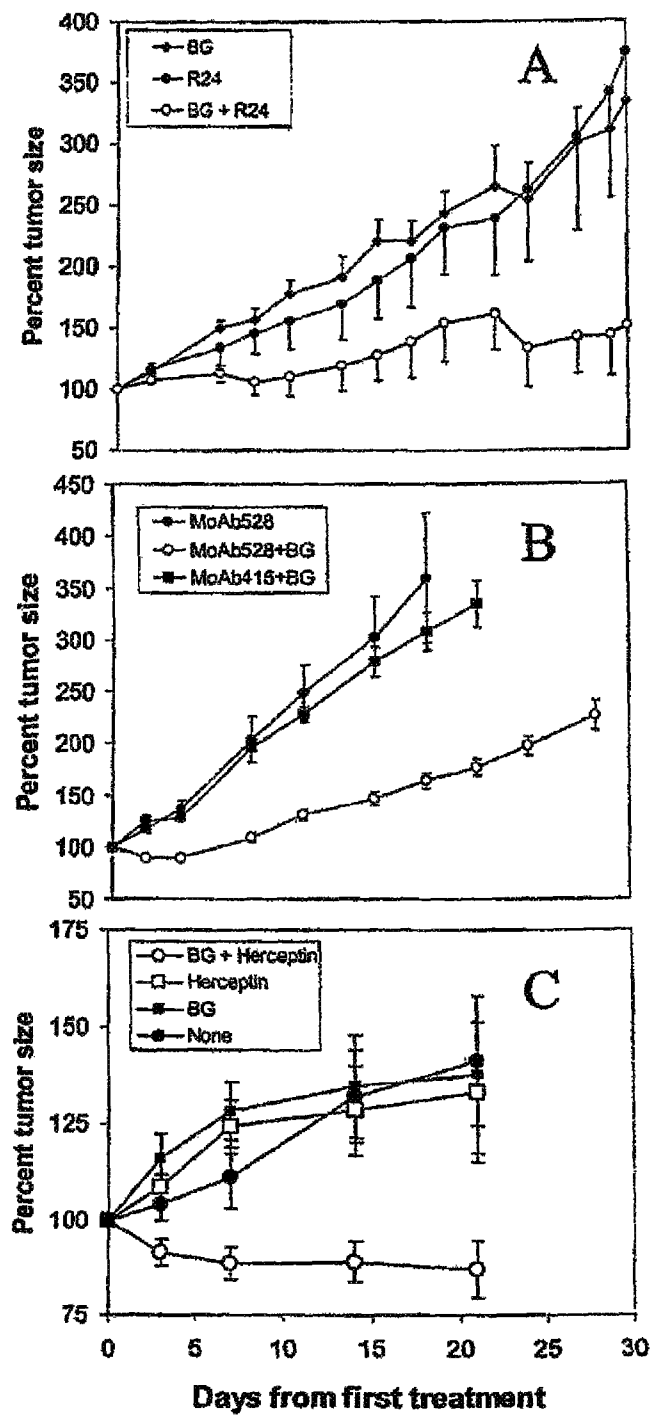 400
350
300
250
200
150
100
50
Percent tumor size
BG
R24
BG + R24
A
450
400
350
300
250
200
150
100
50
Percent tumor size
MoAb528
MoAb528+BG
MoAb415+BG
B
175
150
125
100
75
Percent tumor size
BG + Herceptin
Herceptin
BG
None
C
0 5 10 15 20 25 30
Days from first treatment